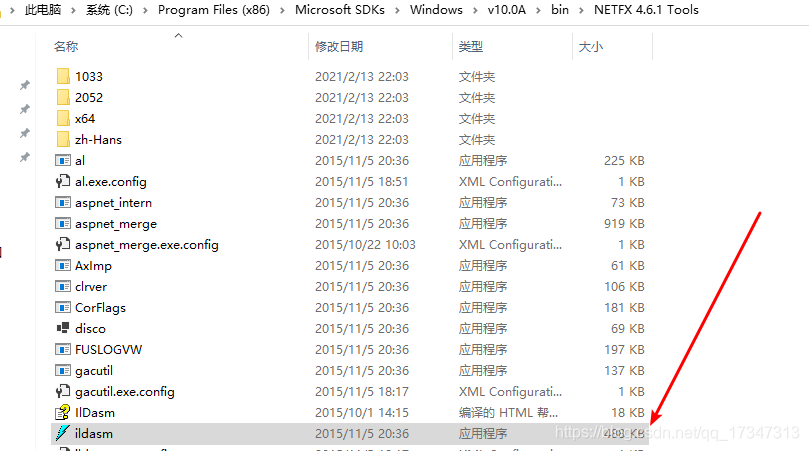 此电脑 > 系统 (C:) > Program Files (x86) > Microsoft SDKs > Windows > v10.0A > bin > NETFX 4.6.1 Tools
名称 修改日期 类型 大小
1033 2021/2/13 22:03 文件夹
2052 2021/2/13 22:03 文件夹
x64 2021/2/13 22:03 文件夹
zh-Hans 2021/2/13 22:03 文件夹
al 2015/11/5 20:36 应用程序 225 KB
al.exe.config 2015/11/5 18:51 XML Configurati... 1 KB
aspnet_intern 2015/11/5 20:36 应用程序 73 KB
aspnet_merge 2015/11/5 20:36 应用程序 919 KB
aspnet_merge.exe.config 2015/10/22 10:03 XML Configurati... 1 KB
AxImp 2015/11/5 20:36 应用程序 61 KB
clrver 2015/11/5 20:36 应用程序 106 KB
CorFlags 2015/11/5 20:36 应用程序 181 KB
disco 2015/11/5 20:36 应用程序 69 KB
FUSLOGVW 2015/11/5 20:36 应用程序 197 KB
gacutil 2015/11/5 20:36 应用程序 137 KB
gacutil.exe.config 2015/11/5 18:17 XML Configurati... 1 KB
IlDasm 2015/10/1 14:15 编译的 HTML 帮... 18 KB
ildasm 2015/11/5 20:36 应用程序 KB
https://blog.csdn.net/qq_17347313